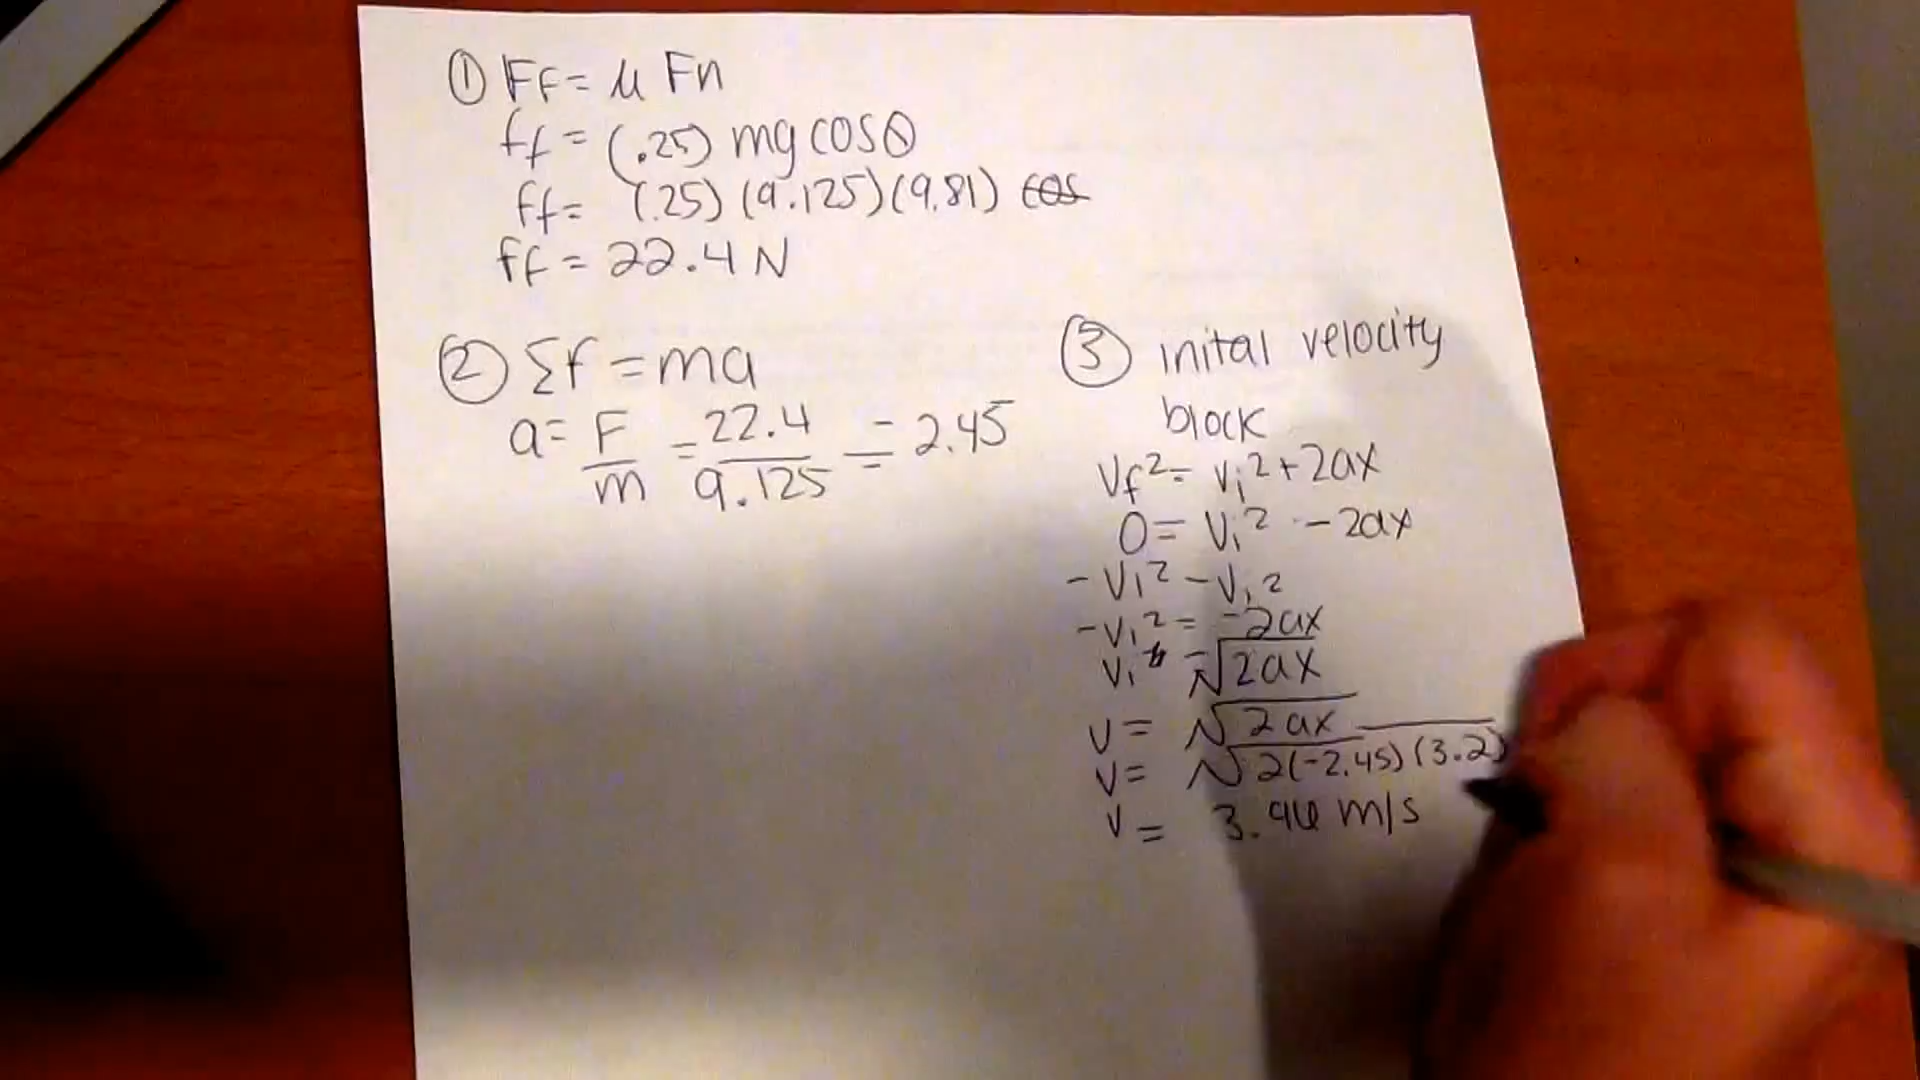 ① Ff = μ Fn
ff = (.25) mg cosθ
ff = (.25) (9.125) (9.81) cos
ff = 22.4 N
② Σf = ma
a = F/m = 22.4/9.125 = -2.45
③ inital velocity
block
Vf² = Vi² + 2ax
0 = Vi² - 2ax
-Vi² -Vi²
-Vi² = -2ax
Vi = √2ax
V = √2ax
V = √2(-2.45)(3.2)
V = 3.96 m/s